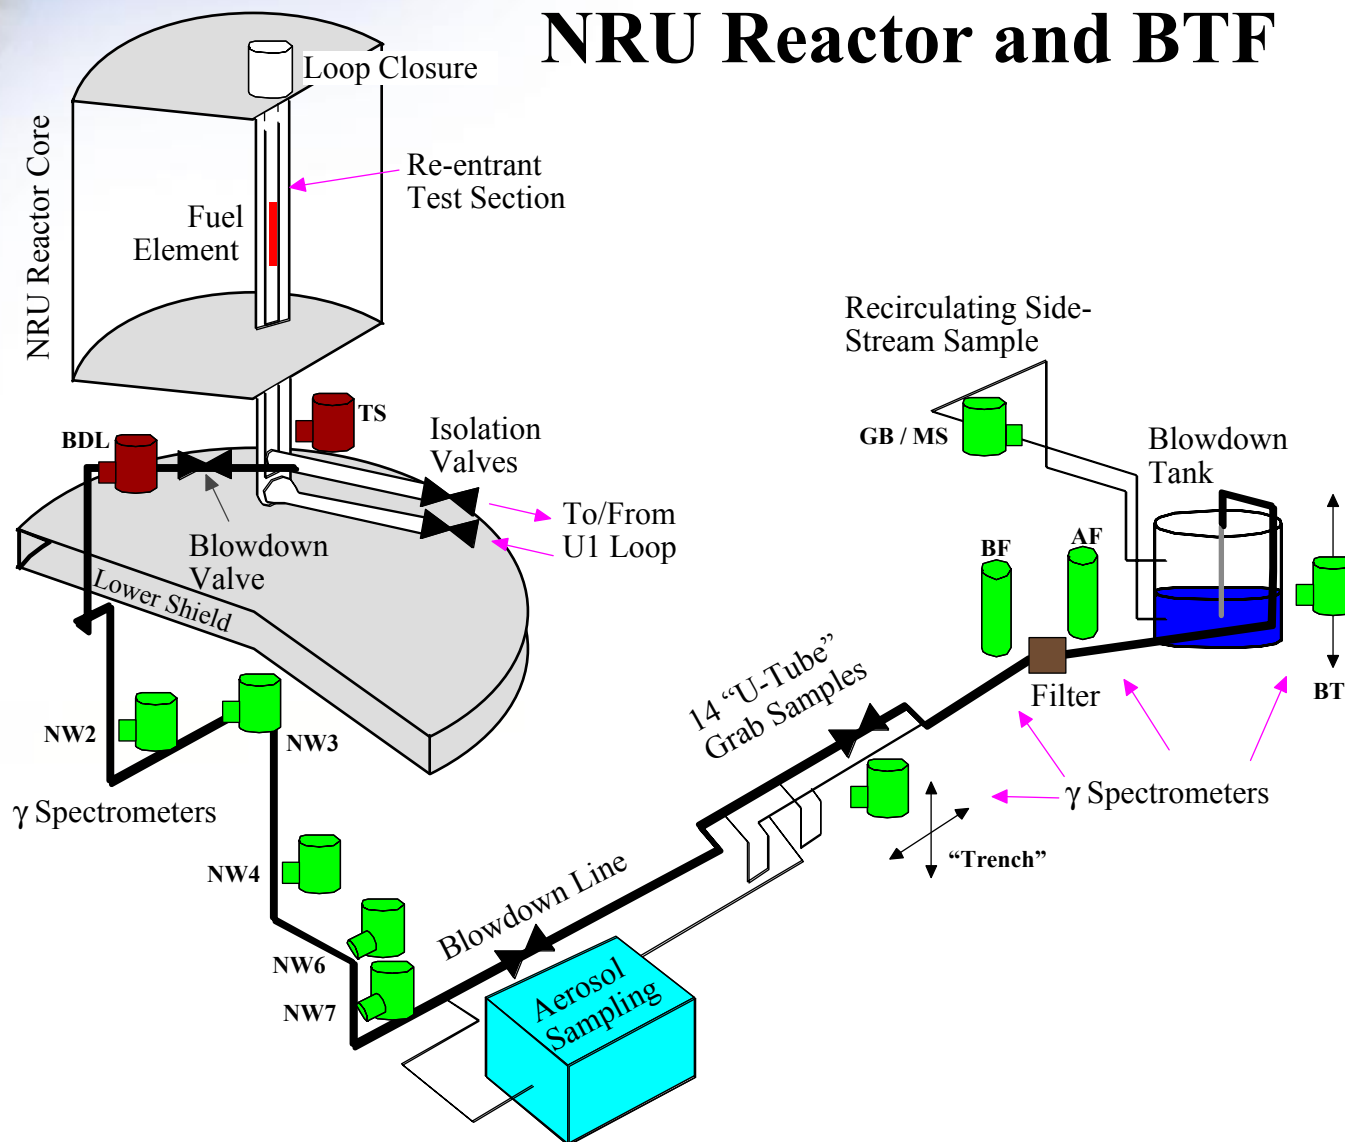 NRU Reactor and BTF
Loop Closure
NRU Reactor Core
Re-entrant
Test Section
Fuel
Element
Recirculating Side-
Stream Sample
TS
BDL
Isolation
Valves
GB / MS
Blowdown
Tank
To/From
U1 Loop
Blowdown
Valve
BF
AF
Lower Shield
14 “U-Tube”
Grab Samples
Filter
BT
NW2
NW3
γ Spectrometers
γ Spectrometers
“Trench”
NW4
Blowdown Line
NW6
NW7
Aerosol
Sampling